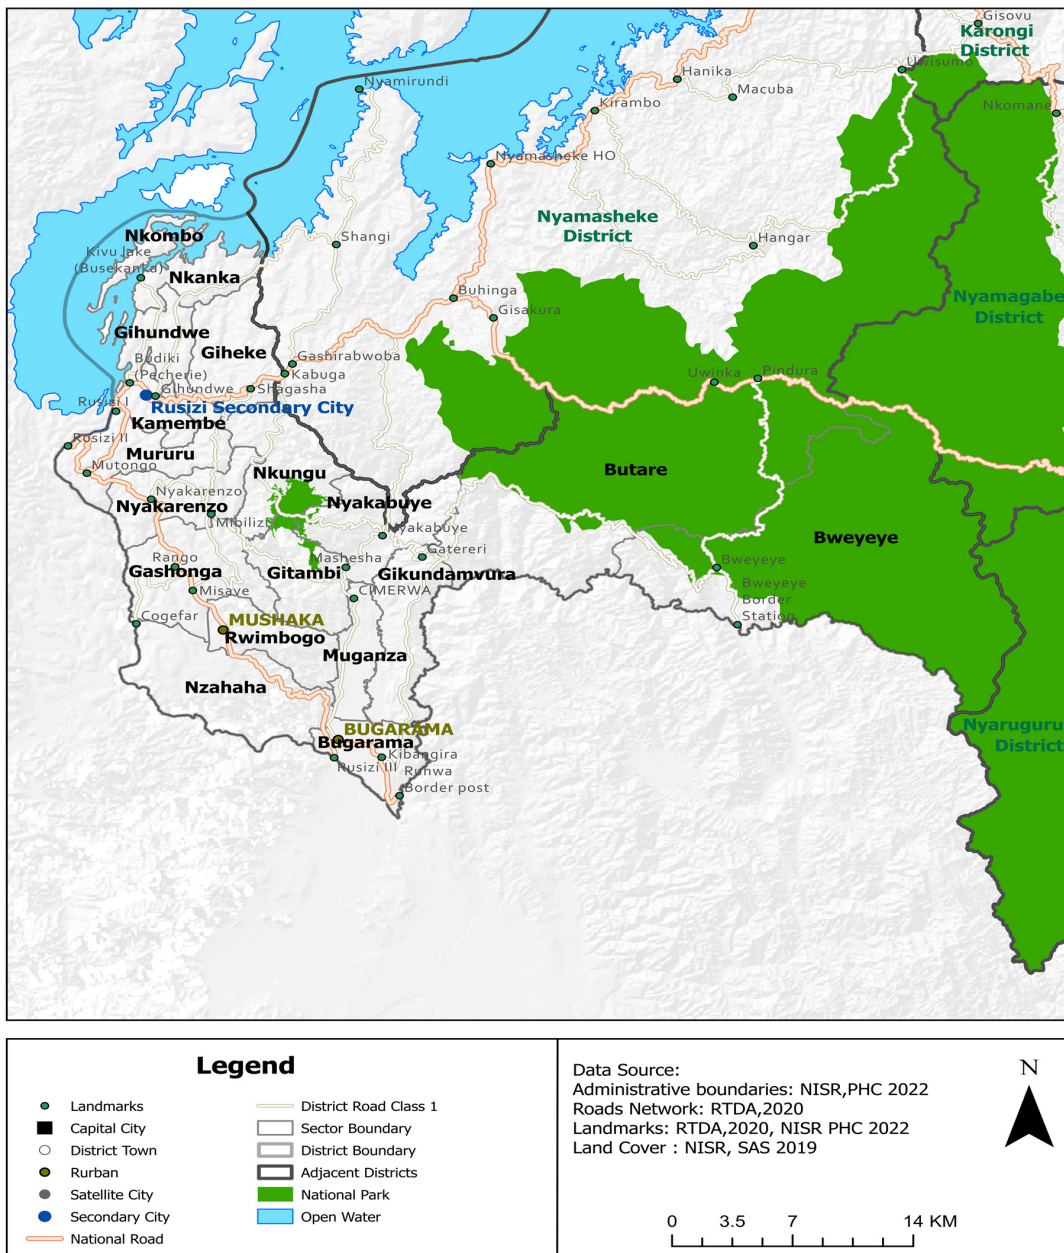 Gisovu
Karongi
District
Uwisumo
Nyamirundi
Hanika
Macuba
Kirambo
Nkomane
Nyamasheke HO
Nyamasheke
District
Nkombo
Shangi
Hangar
Kivu lake
(Busekanka)
Nkanka
Buhinga
Nyamagabe
District
Gisakura
Gihundwe
Giheke
Budiki
(Pecherie)
Gashirabwoba
Kabuga
Uwinka
Pindura
Gihundwe
Shagasha
Rusizi I
Rusizi Secondary City
Kamembe
Rusizi II
Mururu
Mutongo
Nkungu
Butare
Nyakarenzo
Nyakarenzo
Nyakabuye
Mibilizi
Nyakabuye
Bweyeye
Rango
Mashesha
Gatereri
Gashonga
Gitambi
Gikundamvura
Bweyeye
Misave
CIMERWA
Bweyeye
Border
Station
Cogefar
MUSHAKA
Rwimbogo
Muganza
Nzahaha
Nyaruguru
District
BUGARAMA
Bugarama
Kibangira
Rusizi III
Ruhwa
Border post
Legend
Landmarks
Capital City
District Town
Rurban
Satellite City
Secondary City
National Road
District Road Class 1
Sector Boundary
District Boundary
Adjacent Districts
National Park
Open Water
Data Source:
Administrative boundaries: NISR,PHC 2022
Roads Network: RTDA,2020
Landmarks: RTDA,2020, NISR PHC 2022
Land Cover : NISR, SAS 2019
N
0 3.5 7 14 KM